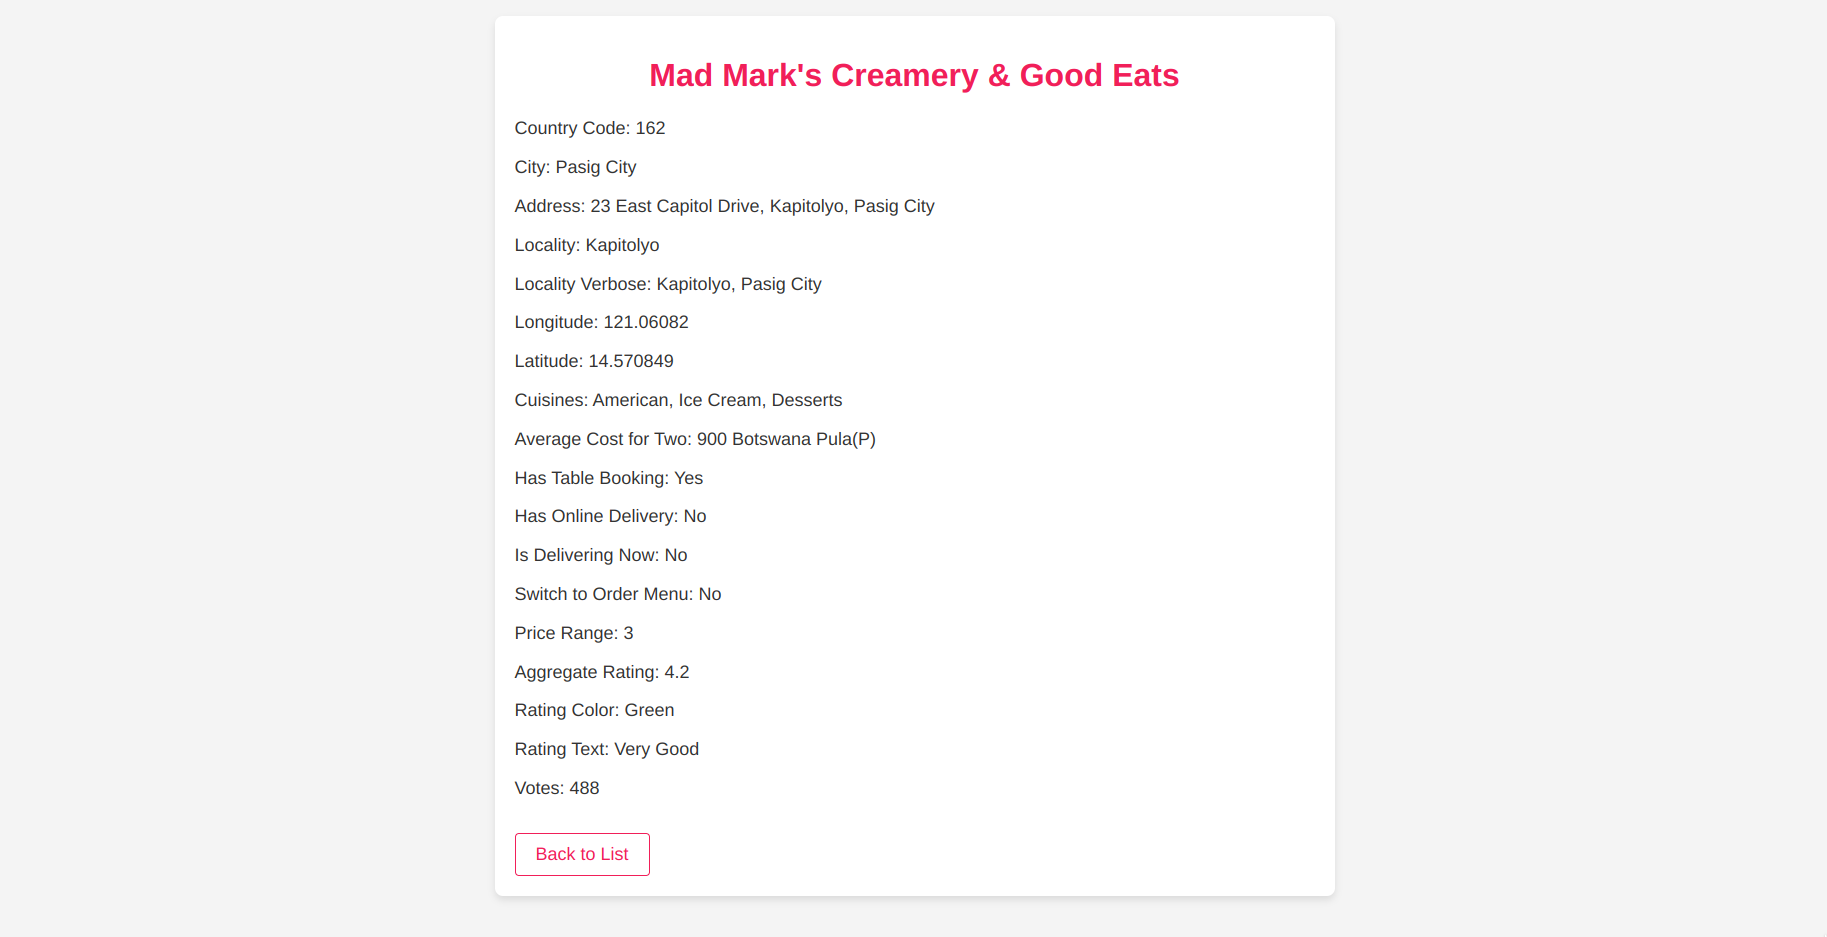 Mad Mark's Creamery & Good Eats
Country Code: 162
City: Pasig City
Address: 23 East Capitol Drive, Kapitolyo, Pasig City
Locality: Kapitolyo
Locality Verbose: Kapitolyo, Pasig City
Longitude: 121.06082
Latitude: 14.570849
Cuisines: American, Ice Cream, Desserts
Average Cost for Two: 900 Botswana Pula(P)
Has Table Booking: Yes
Has Online Delivery: No
Is Delivering Now: No
Switch to Order Menu: No
Price Range: 3
Aggregate Rating: 4.2
Rating Color: Green
Rating Text: Very Good
Votes: 488
Back to List